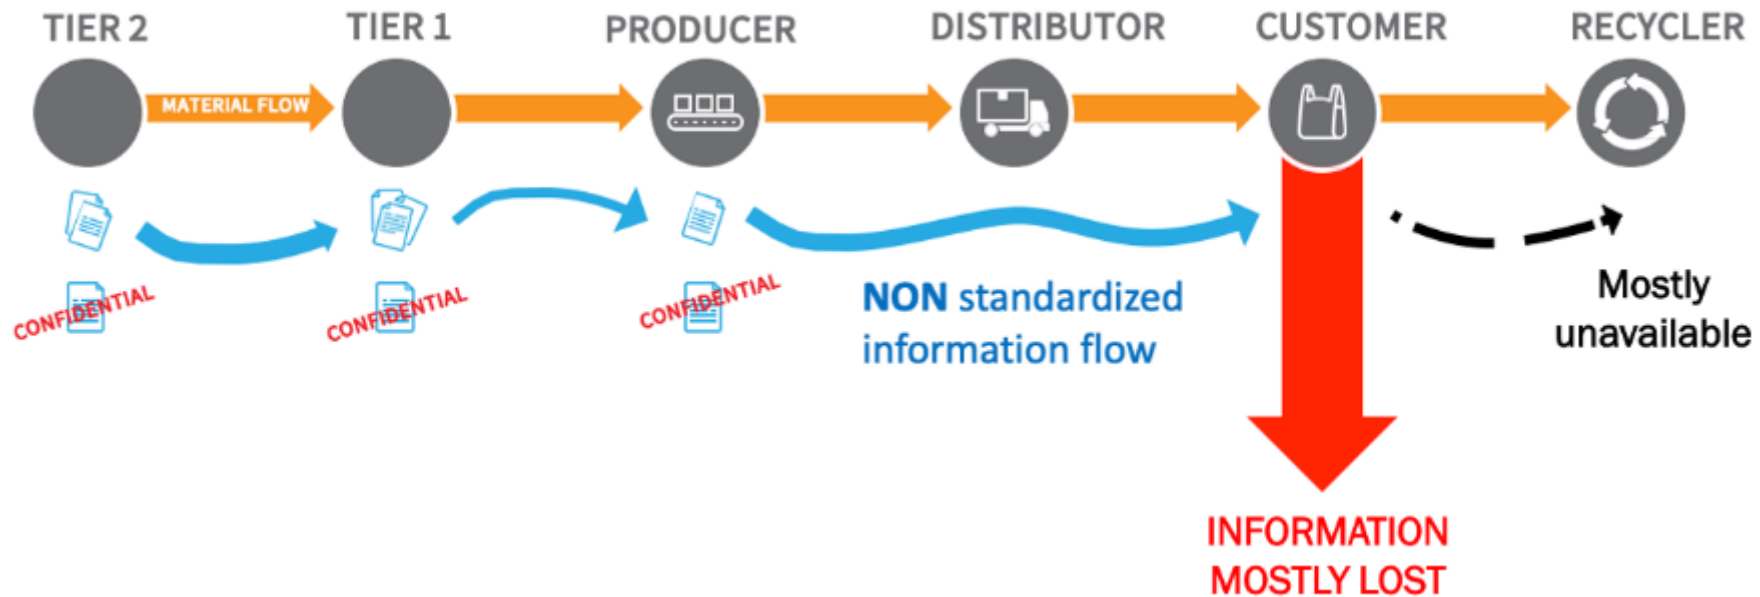 TIER 2
TIER 1
PRODUCER
DISTRIBUTOR
CUSTOMER
RECYCLER
MATERIAL FLOW
CONFIDENTIAL
CONFIDENTIAL
CONFIDENTIAL
NON standardized
information flow
Mostly
unavailable
INFORMATION
MOSTLY LOST